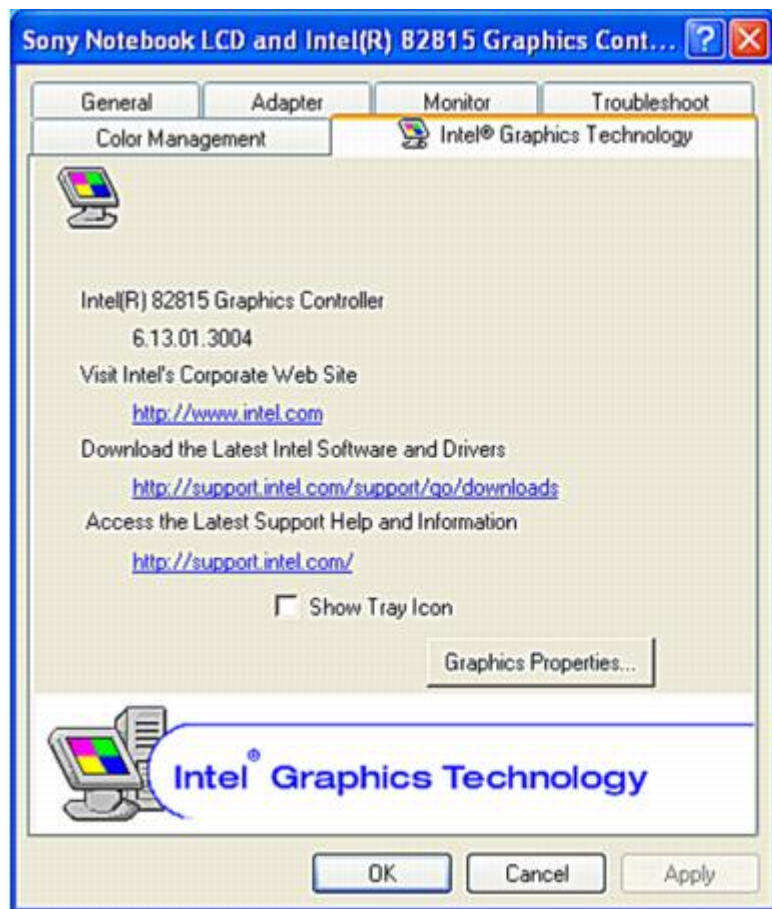 Sony Notebook LCD and Intel(R) 82815 Graphics Cont...
General Adapter Monitor Troubleshoot
Color Management Intel® Graphics Technology
Intel(R) 82815 Graphics Controller
6.13.01.3004
Visit Intel's Corporate Web Site
http://www.intel.com
Download the Latest Intel Software and Drivers
http://support.intel.com/support/go/downloads
Access the Latest Support Help and Information
http://support.intel.com/
Show Tray Icon
Graphics Properties...
Intel® Graphics Technology
OK Cancel Apply